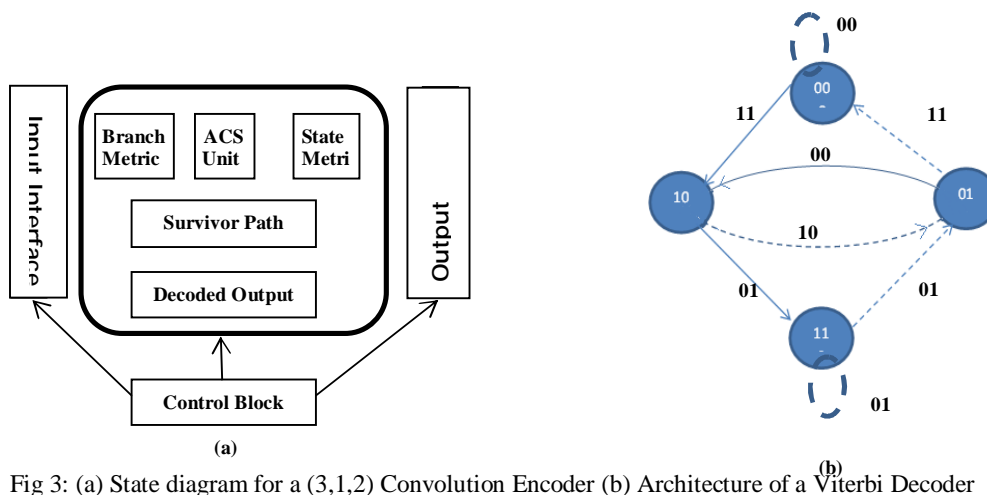 Input Interface
Branch
Metric
ACS
Unit
State
Metri
Survivor Path
Decoded Output
Output
Control Block
(a)
00
00
11
11
00
10
01
10
01
01
11
01
(b)
Fig 3: (a) State diagram for a (3,1,2) Convolution Encoder (b) Architecture of a Viterbi Decoder